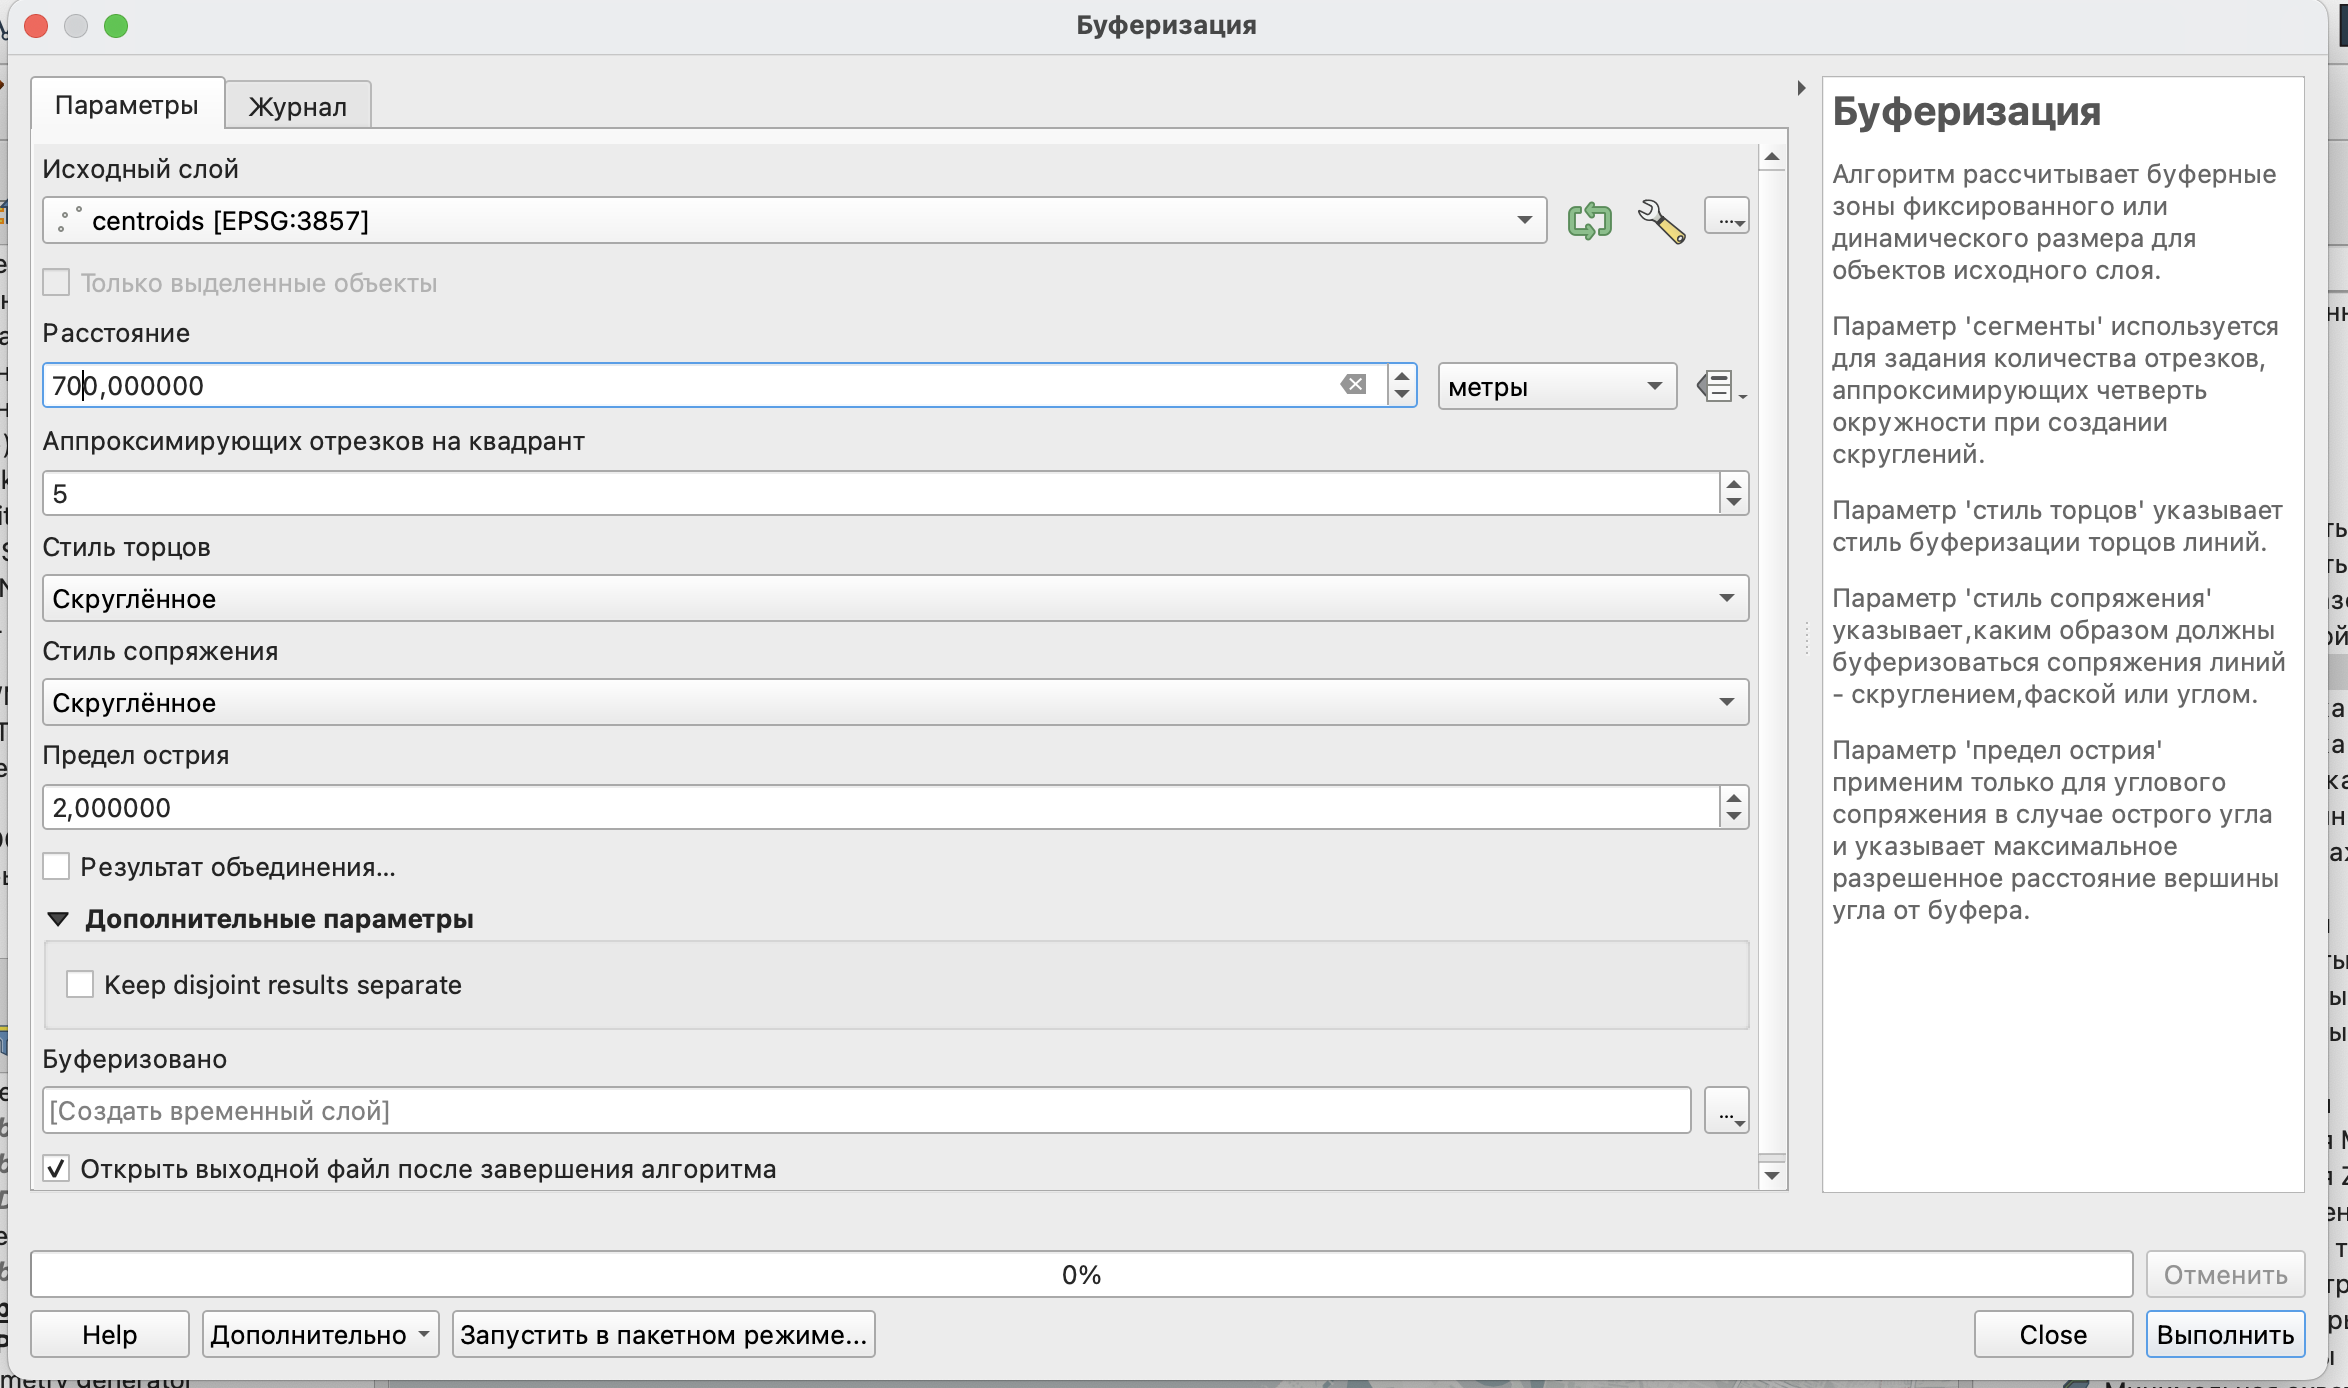 Буферизация
Параметры
Журнал
Исходный слой
centroids [EPSG:3857]
...
Только выделенные объекты
Расстояние
700,000000
метры
Аппроксимирующих отрезков на квадрант
5
Стиль торцов
Скруглённое
Стиль сопряжения
Скруглённое
Предел острия
2,000000
Результат объединения...
Дополнительные параметры
Keep disjoint results separate
Буферизовано
[Создать временный слой]
...
Открыть выходной файл после завершения алгоритма
Буферизация
Алгоритм рассчитывает буферные
зоны фиксированного или
динамического размера для
объектов исходного слоя.
Параметр 'сегменты' используется
для задания количества отрезков,
аппроксимирующих четверть
окружности при создании
скруглений.
Параметр 'стиль торцов' указывает
стиль буферизации торцов линий.
Параметр 'стиль сопряжения'
указывает,каким образом должны
буферизоваться сопряжения линий
- скруглением,фаской или углом.
Параметр 'предел острия'
применим только для углового
сопряжения в случае острого угла
и указывает максимальное
разрешенное расстояние вершины
угла от буфера.
0%
Отменить
Help
Дополнительно
Запустить в пакетном режиме...
Close
Выполнить